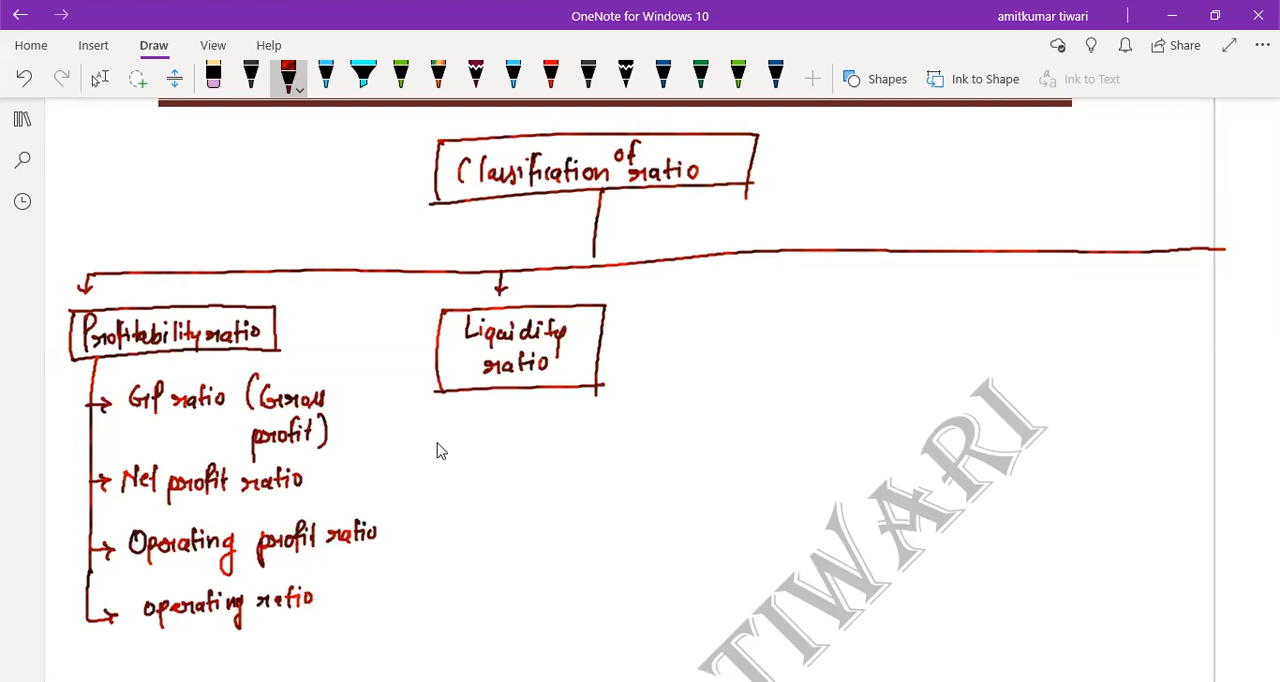 OneNote for Windows 10
amitkumar tiwari
Home Insert Draw View Help
Share
Shapes
Ink to Shape
Ink to Text
Classification of ratio
Profitability ratio
GP ratio (Gross
profit)
Net profit ratio
Operating profit ratio
operating ratio
Liquidity
ratio
TIWARI